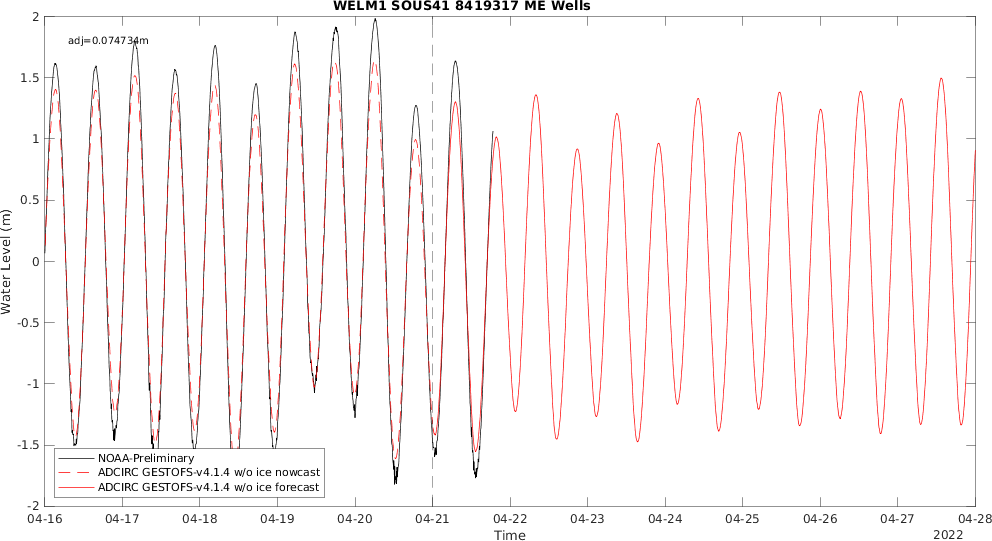 WELM1 SOUS41 8419317 ME Wells
adj=0.074734m
2
1.5
1
0.5
0
-0.5
-1
-1.5
-2
Water Level (m)
NOAA-Preliminary
ADCIRC GESTOFS-v4.1.4 w/o ice nowcast
ADCIRC GESTOFS-v4.1.4 w/o ice forecast
04-16 04-17 04-18 04-19 04-20 04-21 04-22 04-23 04-24 04-25 04-26 04-27 04-28
Time
2022